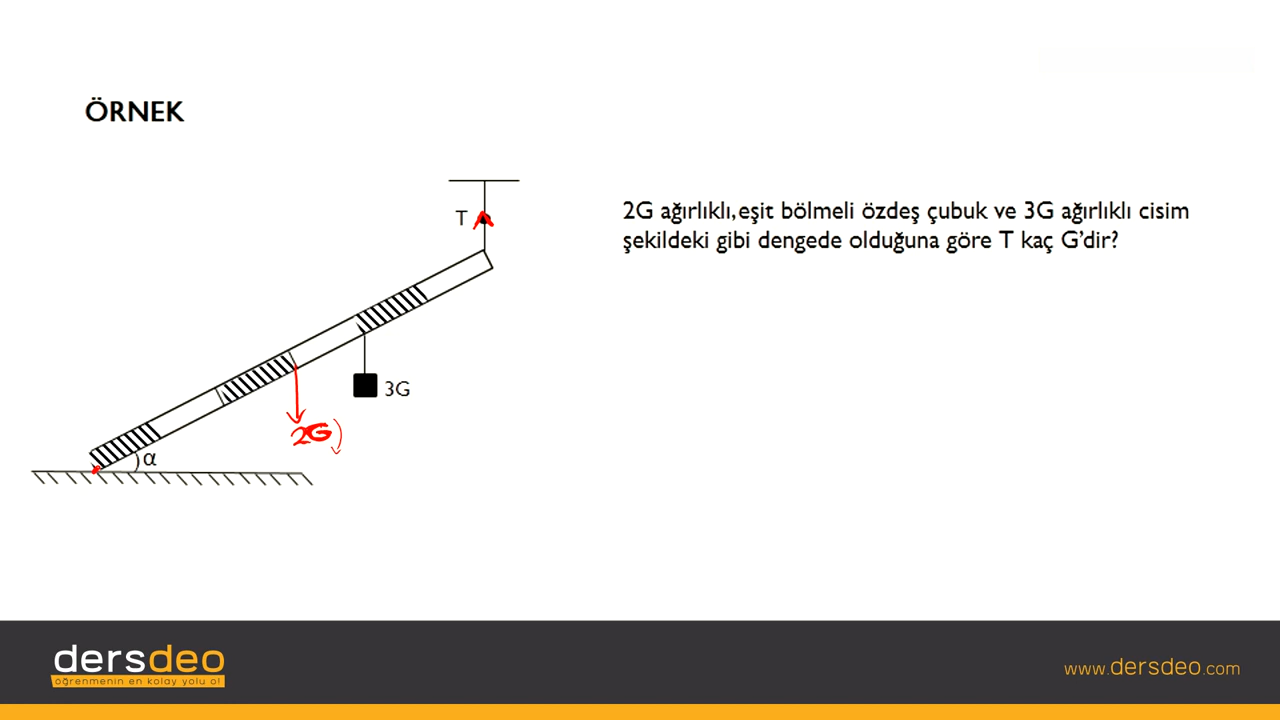 ÖRNEK
T
2G ağırlıklı,eşit bölmeli özdeş çubuk ve 3G ağırlıklı cisim
şekildeki gibi dengede olduğuna göre T kaç G'dir?
3G
2G
α
dersdeo
öğrenmenin en kolay yolu o!
www.dersdeo.com